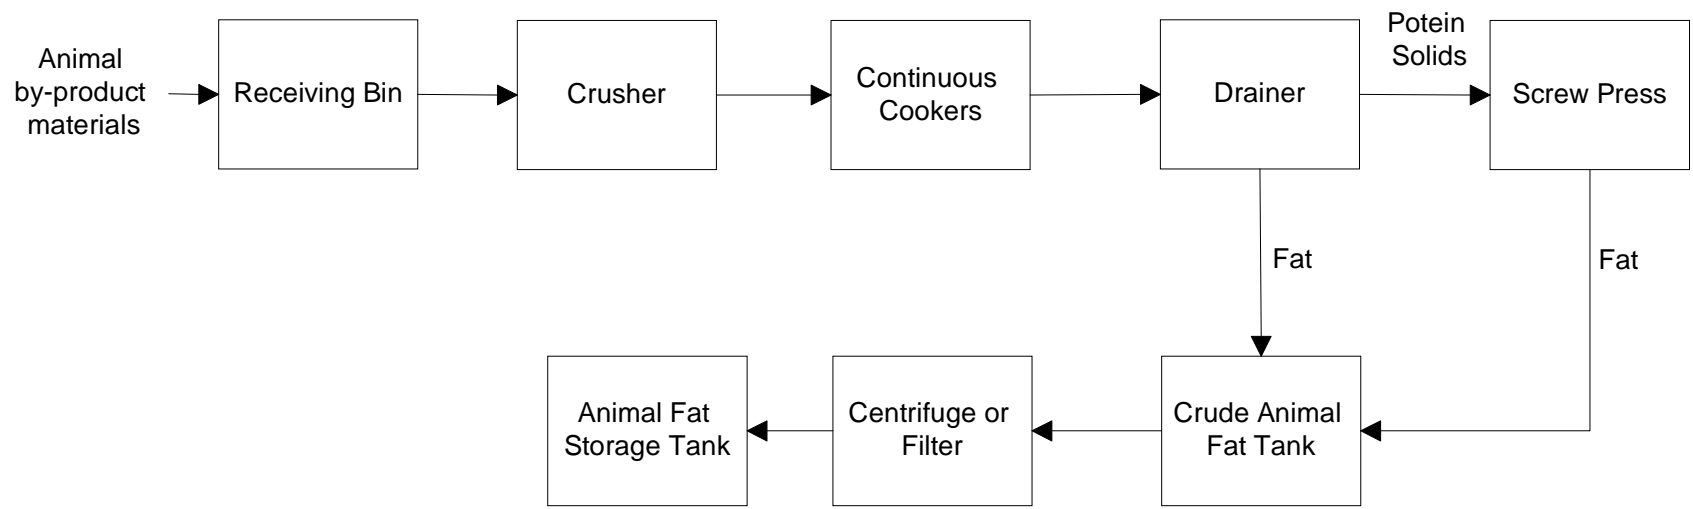 Animal
by-product
materials
Receiving Bin
Crusher
Continuous
Cookers
Drainer
Potein
Solids
Screw Press
Fat
Fat
Animal Fat
Storage Tank
Centrifuge or
Filter
Crude Animal
Fat Tank